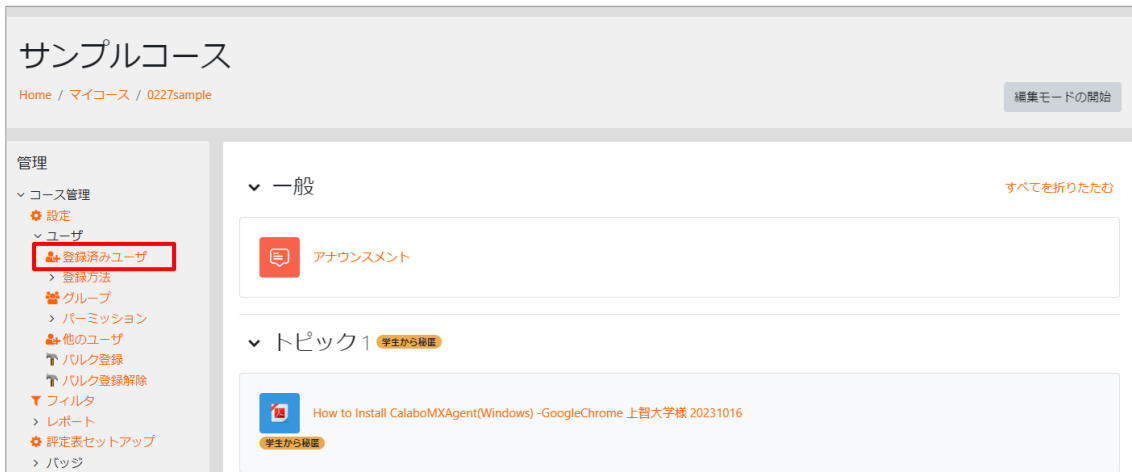 サンプルコース
Home / マイコース / 0227sample
編集モードの開始
管理
コース管理
設定
ユーザ
登録済みユーザ
登録方法
グループ
パーミッション
他のユーザ
バルク登録
バルク登録解除
フィルタ
レポート
評定表セットアップ
バッジ
一般
すべてを折りたたむ
アナウンスメント
トピック 1 学生から秘匿
How to Install CalaboMXAgent(Windows) -GoogleChrome 上智大学様 20231016
学生から秘匿